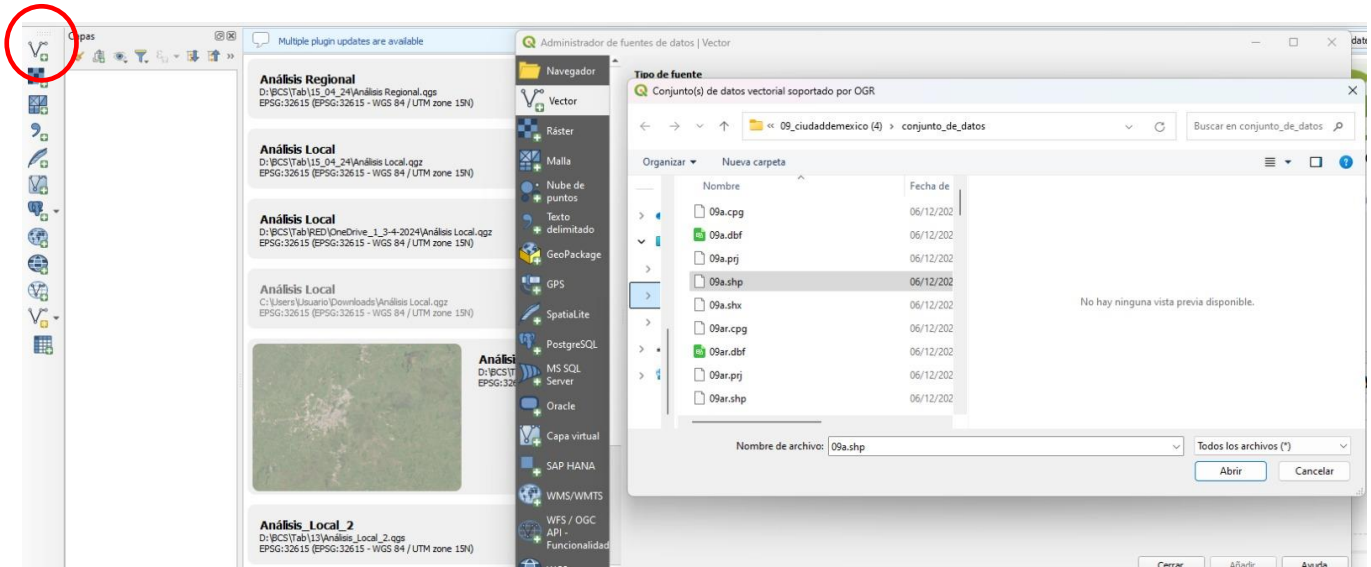 Capas
Multiple plugin updates are available
Análisis Regional
D:\BCS\Tab\15_04_24\Análisis Regional.qgs
EPSG:32615 (EPSG:32615 - WGS 84 / UTM zone 15N)
Análisis Local
D:\BCS\Tab\15_04_24\Análisis Local.qgz
EPSG:32615 (EPSG:32615 - WGS 84 / UTM zone 15N)
Análisis Local
D:\BCS\Tab\RED\OneDrive_1_3-4-2024\Análisis Local.qgz
EPSG:32615 (EPSG:32615 - WGS 84 / UTM zone 15N)
Análisis Local
C:\Users\Usuario\Downloads\Análisis Local.qgz
EPSG:32615 (EPSG:32615 - WGS 84 / UTM zone 15N)
Análisi
D:\BCS\T
EPSG:326
Análisis_Local_2
D:\BCS\Tab\13\Análisis_Local_2.qgs
EPSG:32615 (EPSG:32615 - WGS 84 / UTM zone 15N)
Administrador de fuentes de datos | Vector
Navegador
Vector
Ráster
Malla
Nube de
puntos
Texto
delimitado
GeoPackage
GPS
SpatiaLite
PostgreSQL
MS SQL
Server
Oracle
Capa virtual
SAP HANA
WMS/WMTS
WFS / OGC
API -
Funcionalidad
Tipo de fuente
Conjunto(s) de datos vectorial soportado por OGR
« 09_ciudaddemexico (4) > conjunto_de_datos
Buscar en conjunto_de_datos
Organizar
Nueva carpeta
Nombre Fecha de
09a.cpg 06/12/202
09a.dbf 06/12/202
09a.prj 06/12/202
09a.shp 06/12/202
09a.shx 06/12/202
09ar.cpg 06/12/202
09ar.dbf 06/12/202
09ar.prj 06/12/202
09ar.shp 06/12/202
No hay ninguna vista previa disponible.
Nombre de archivo: 09a.shp
Todos los archivos (*)
Abrir Cancelar
Cerrar Añadir Ayuda